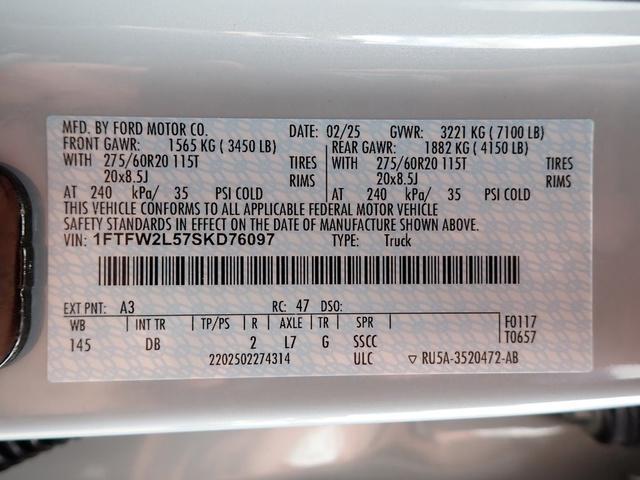 MFD. BY FORD MOTOR CO. DATE: 02/25 GVWR: 3221 KG ( 7100 LB)
FRONT GAWR: 1565 KG ( 3450 LB) REAR GAWR: 1882 KG ( 4150 LB)
WITH 275/60R20 115T TIRES WITH 275/60R20 115T TIRES
20x8.5J RIMS 20x8.5J RIMS
AT 240 kPa/ 35 PSI COLD AT 240 kPa/ 35 PSI COLD
THIS VEHICLE CONFORMS TO ALL APPLICABLE FEDERAL MOTOR VEHICLE
SAFETY STANDARDS IN EFFECT ON THE DATE OF MANUFACTURE SHOWN ABOVE.
VIN: 1FTFW2L57SKD76097 TYPE: Truck
EXT PNT: A3 RC: 47 DSO:
WB INT TR TP/PS R AXLE TR SPR F0117
145 DB 2 L7 G SSCC T0657
2202502274314 ULC ▽ RU5A-3520472-AB